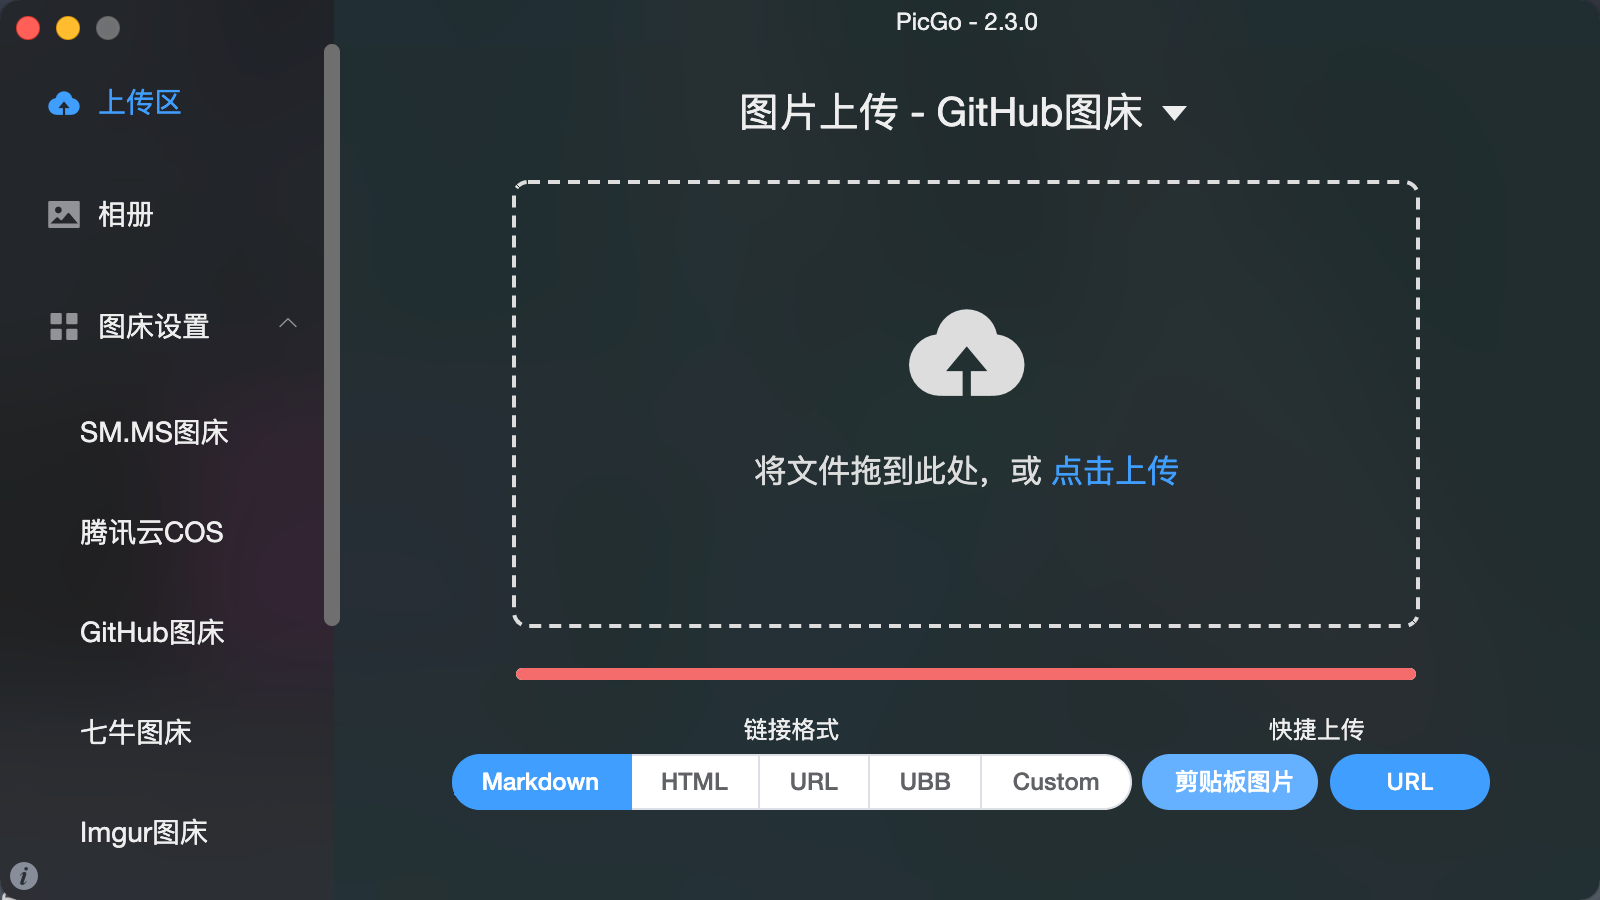 PicGo - 2.3.0
上传区
相册
图床设置
SM.MS图床
腾讯云COS
GitHub图床
七牛图床
Imgur图床
图片上传 - GitHub图床
将文件拖到此处，或 点击上传
链接格式
Markdown HTML URL UBB Custom
快捷上传
剪贴板图片 URL